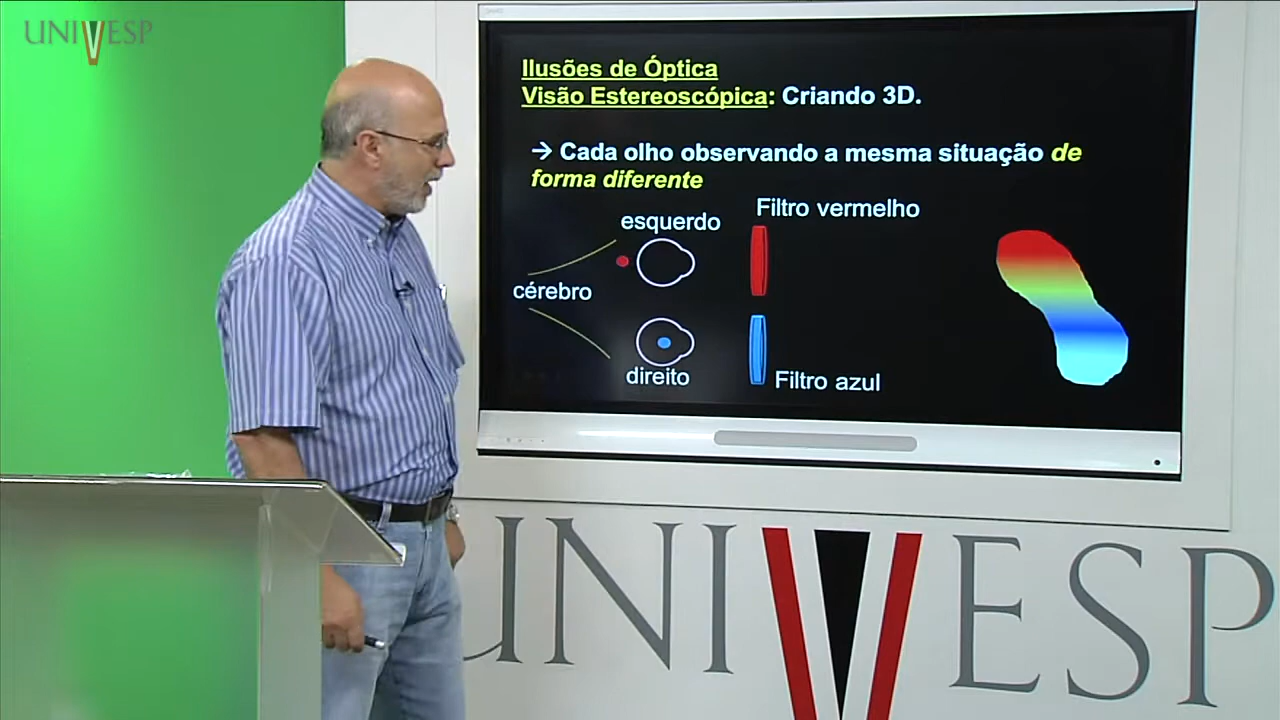 UNIVESP
Ilusões de Óptica
Visão Estereoscópica: Criando 3D.
→ Cada olho observando a mesma situação de
forma diferente
Filtro vermelho
esquerdo
cérebro
direito
Filtro azul
UNIVESP